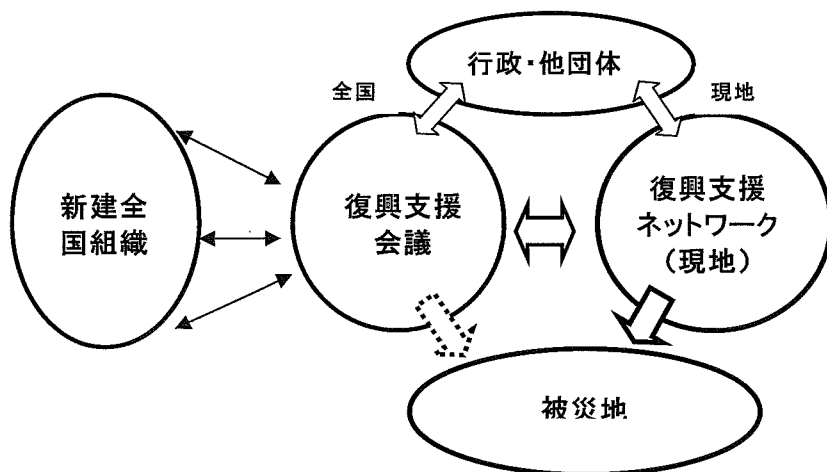 行政・他団体
全国
現地
新建全
国組織
復興支援
会議
復興支援
ネットワーク
(現地)
被災地